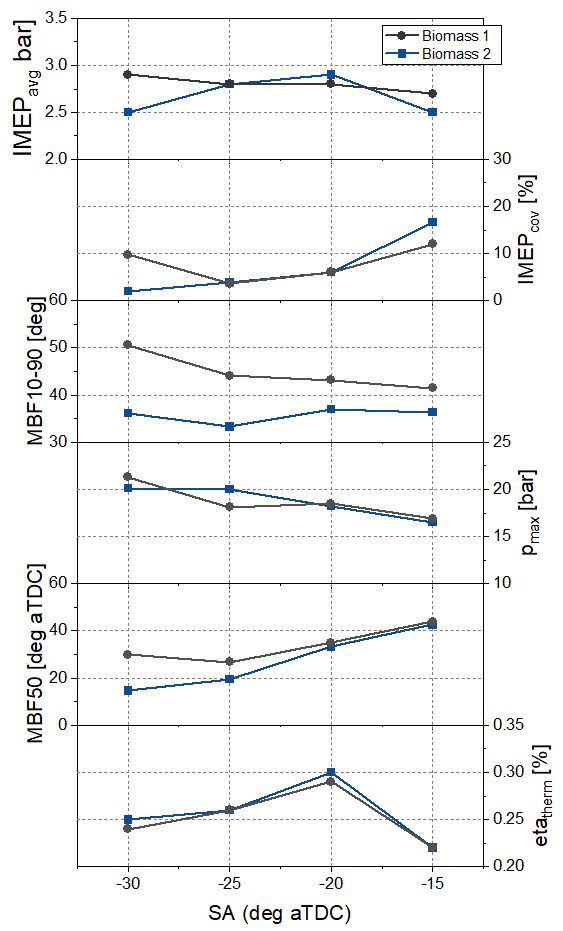 3.5
Biomass 1
Biomass 2
3.0
2.5
2.0
IMEPavg bar
30
20
10
0
IMEPcov [%]
60
50
40
30
MBF10-90 [deg]
25
20
15
10
pmax [bar]
60
40
20
0
MBF50 [deg aTDC]
0.35
0.30
0.25
0.20
etatherm [%]
-30 -25 -20 -15
SA (deg aTDC)